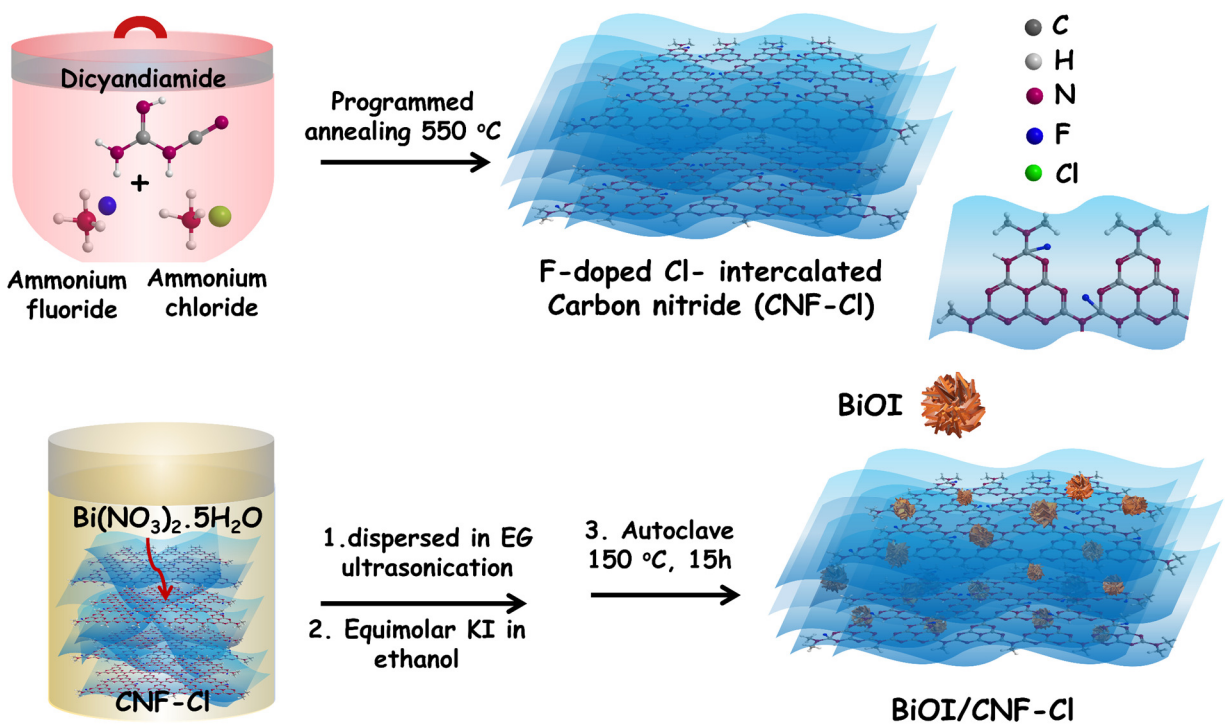 Dicyandiamide
+
Ammonium
fluoride
Ammonium
chloride
Programmed
annealing 550 °C
F-doped Cl- intercalated
Carbon nitride (CNF-Cl)
C
H
N
F
Cl
BiOI
Bi(NO₃)₂.5H₂O
CNF-Cl
1.dispersed in EG
ultrasonication
2. Equimolar KI in
ethanol
3. Autoclave
150 °C, 15h
BiOI/CNF-Cl